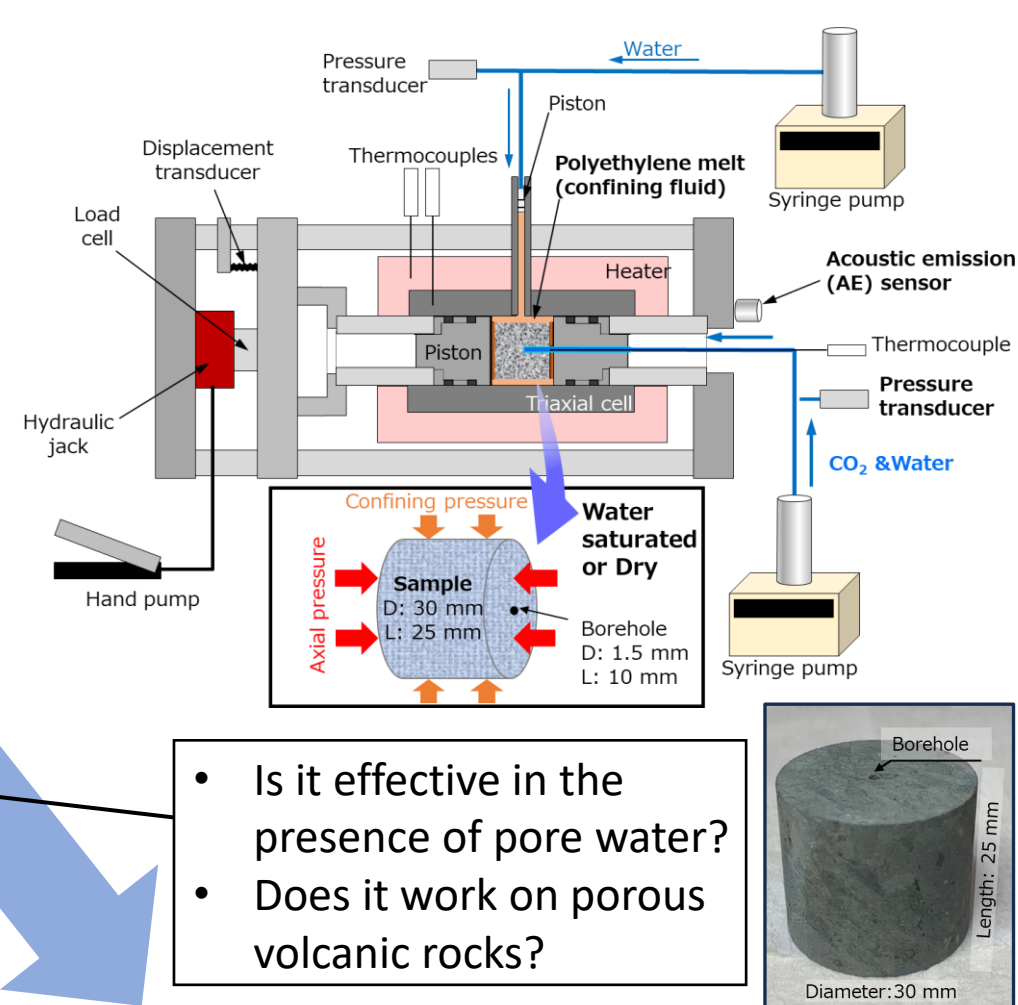 Water
Pressure
transducer
Piston
Displacement
transducer
Thermocouples
Polyethylene melt
(confining fluid)
Syringe pump
Load
cell
Heater
Acoustic emission
(AE) sensor
Piston
Thermocouple
Triaxial cell
Pressure
transducer
Hydraulic
jack
CO₂ &Water
Confining pressure
Water
saturated
or Dry
Axial pressure
Sample
D: 30 mm
L: 25 mm
Hand pump
Borehole
D: 1.5 mm
L: 10 mm
Syringe pump
• Is it effective in the
presence of pore water?
• Does it work on porous
volcanic rocks?
Borehole
Length: 25 mm
Diameter:30 mm